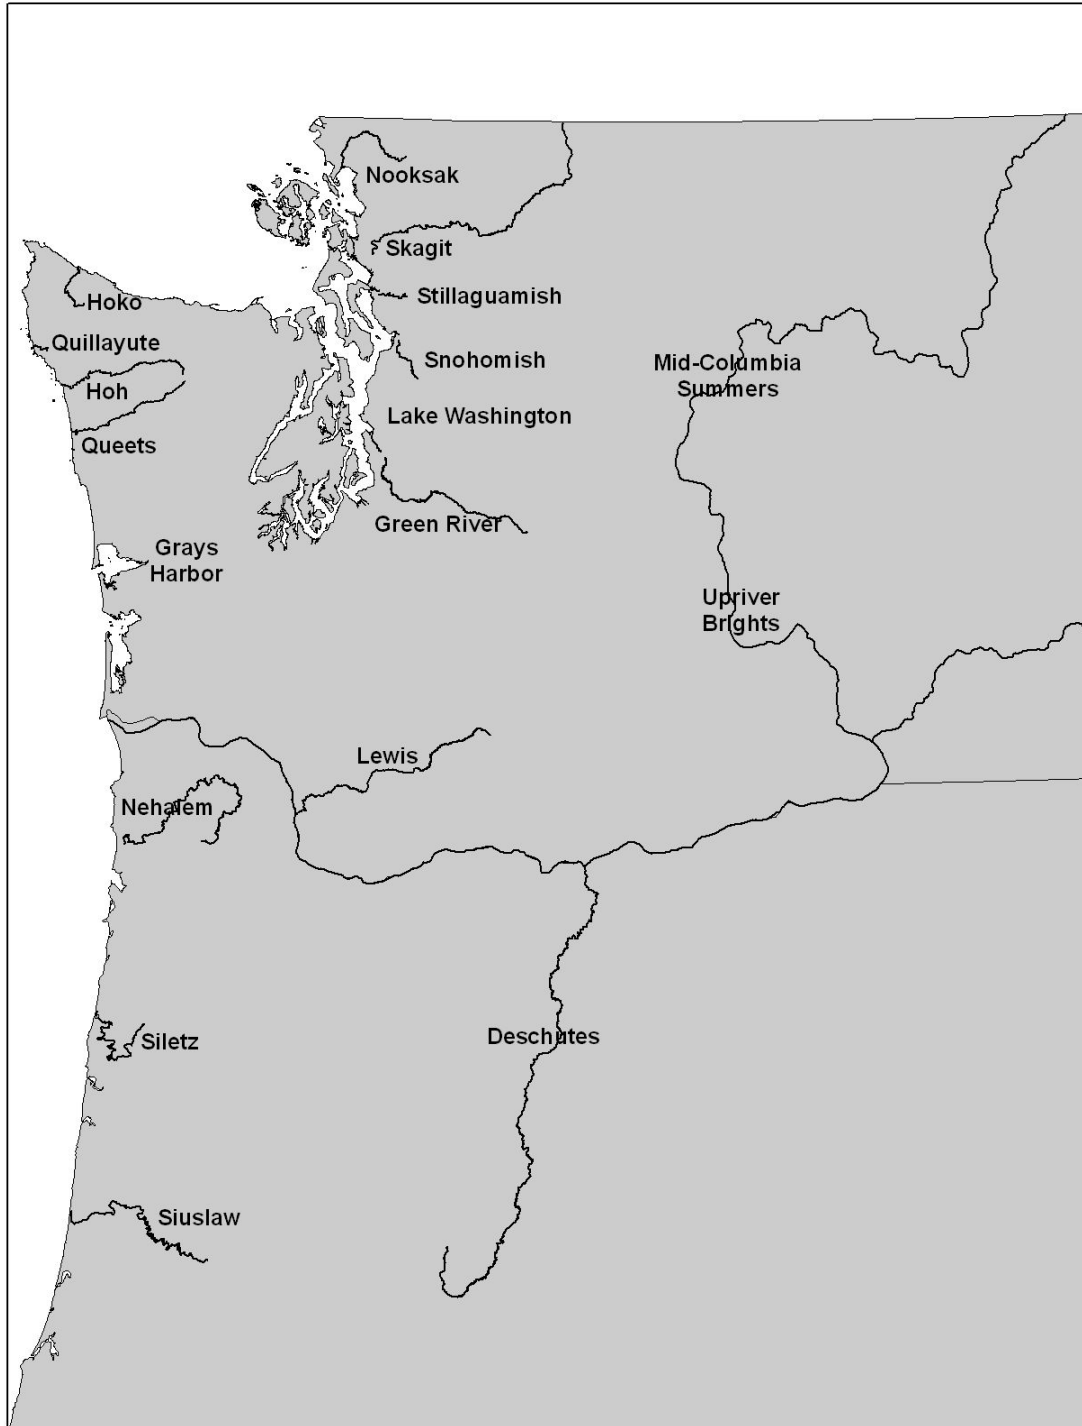 Nooksak
Skagit
Stillaguamish
Hoko
Quillayute
Snohomish
Mid-Columbia
Summers
Hoh
Lake Washington
Queets
Green River
Grays
Harbor
Upriver
Brights
Lewis
Nehalem
Deschutes
Siletz
Siuslaw